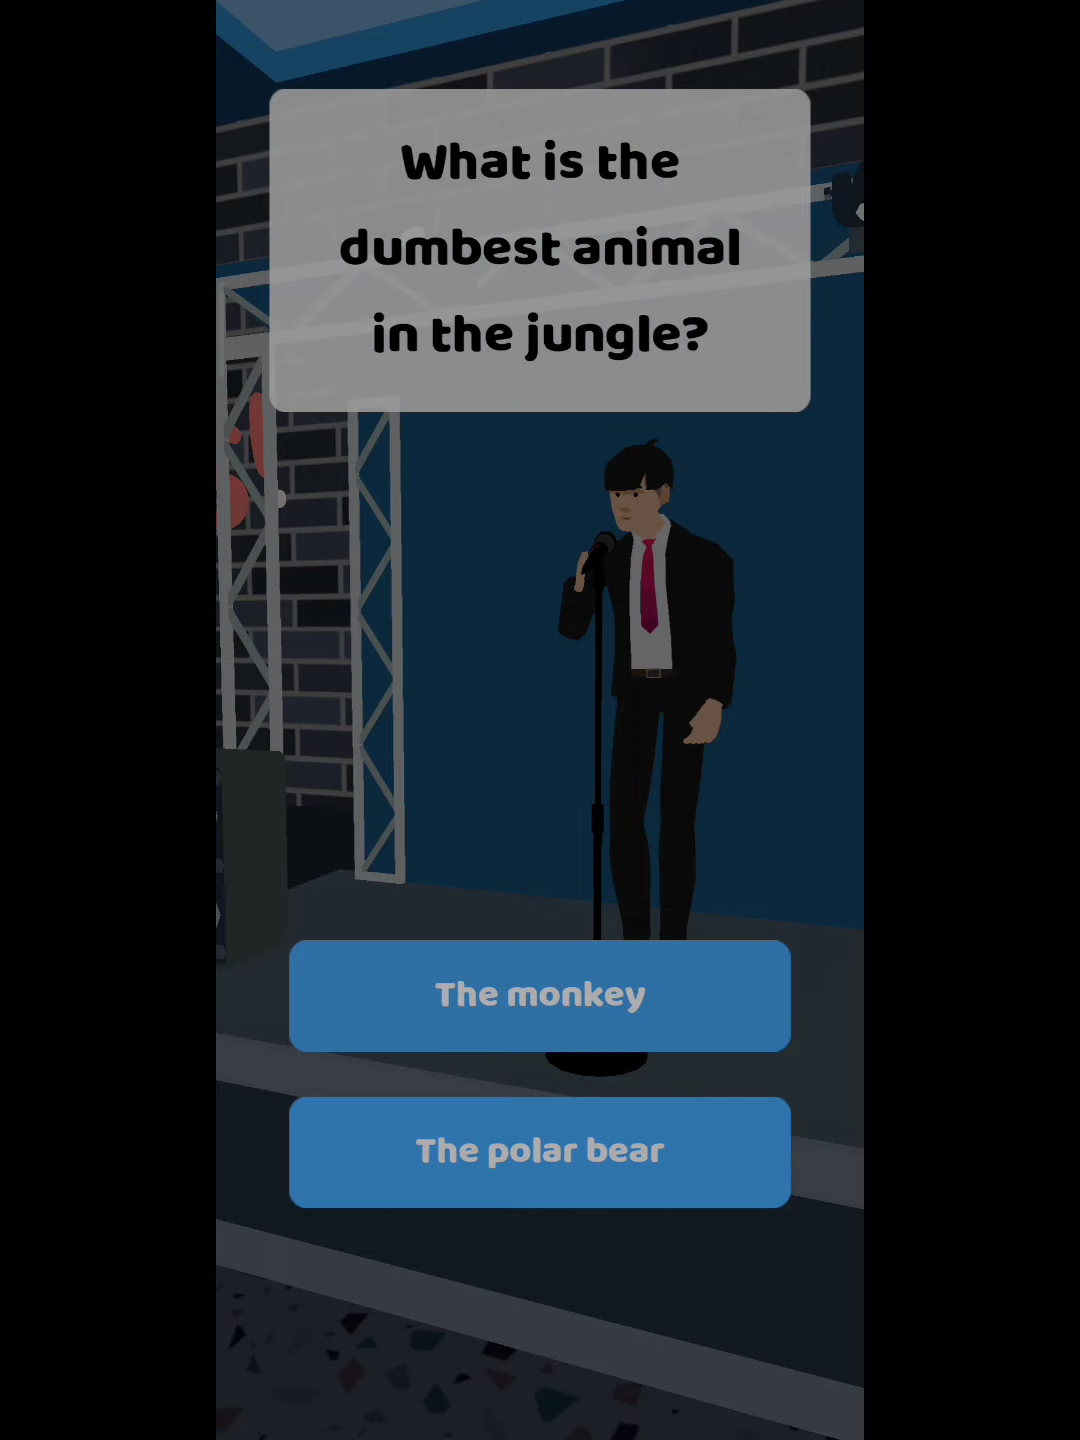 What is the
dumbest animal
in the jungle?
The monkey
The polar bear